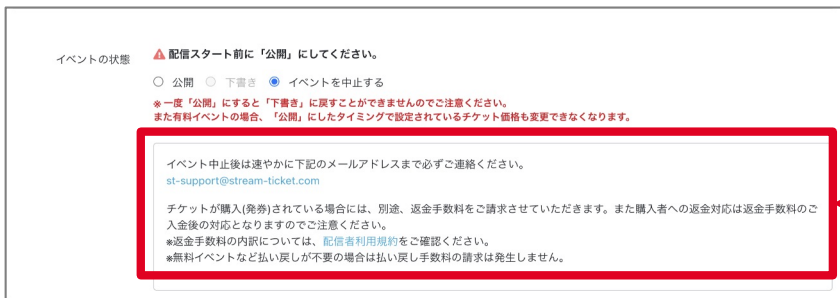 イベントの状態
配信スタート前に「公開」にしてください。
公開 下書き イベントを中止する
※一度「公開」にすると「下書き」に戻すことができませんのでご注意ください。
また有料イベントの場合、「公開」にしたタイミングで設定されているチケット価格も変更できなくなります。
イベント中止後は速やかに下記のメールアドレスまで必ずご連絡ください。
st-support@stream-ticket.com
チケットが購入(発券)されている場合には、別途、返金手数料をご請求させていただきます。また購入者への返金対応は返金手数料のご
入金後の対応となりますのでご注意ください。
※返金手数料の内訳については、配信者利用規約をご確認ください。
※無料イベントなど払い戻しが不要の場合は払い戻し手数料の請求は発生しません。